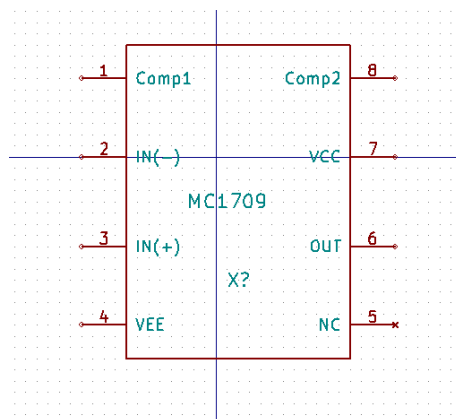 1 Comp1 Comp2 8
2 IN(-) VCC 7
MC1709
3 IN(+) OUT 6
X?
4 VEE NC 5